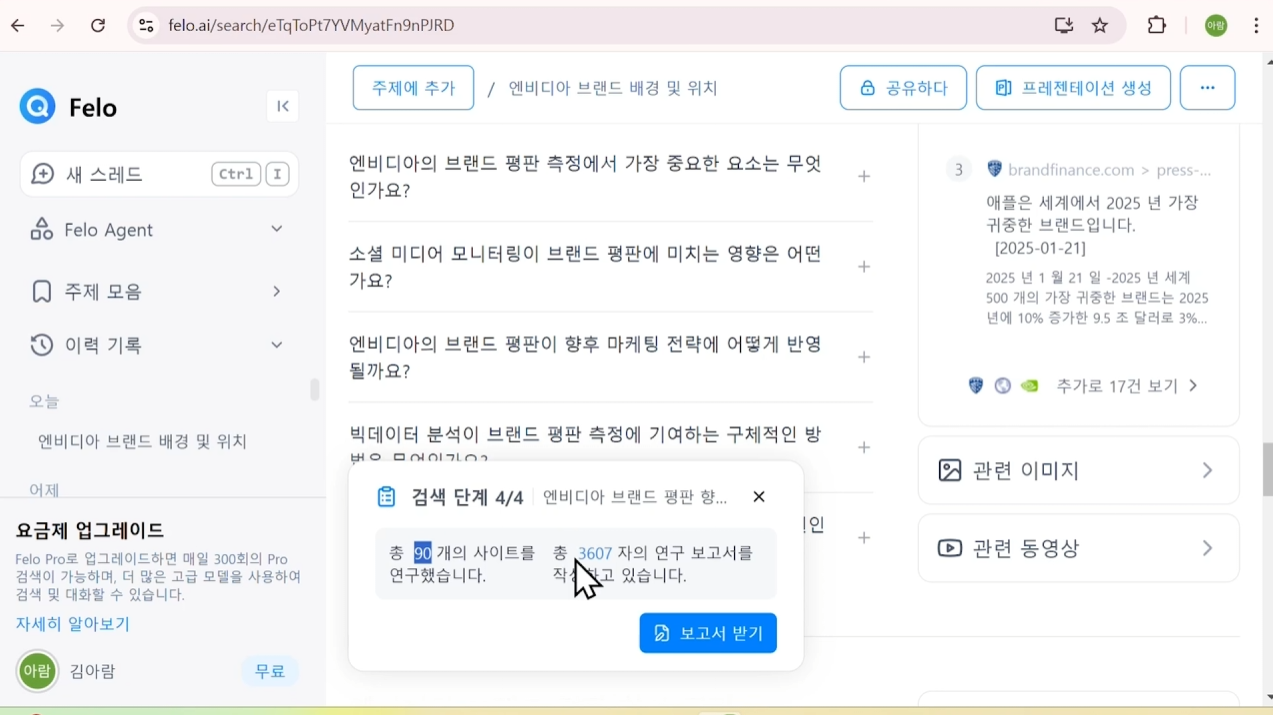 felo.ai/search/eTqToPt7YVMyatFn9nPJRD
아람
Felo
새 스레드
Ctrl
I
Felo Agent
주제 모음
이력 기록
오늘
엔비디아 브랜드 배경 및 위치
어제
요금제 업그레이드
Felo Pro로 업그레이드하면 매일 300회의 Pro
검색이 가능하며, 더 많은 고급 모델을 사용하여
검색 및 대화할 수 있습니다.
자세히 알아보기
아람
김아람
무료
주제에 추가
/ 엔비디아 브랜드 배경 및 위치
공유하다
프레젠테이션 생성
...
엔비디아의 브랜드 평판 측정에서 가장 중요한 요소는 무엇
인가요?
소셜 미디어 모니터링이 브랜드 평판에 미치는 영향은 어떤
가요?
엔비디아의 브랜드 평판이 향후 마케팅 전략에 어떻게 반영
될까요?
빅데이터 분석이 브랜드 평판 측정에 기여하는 구체적인 방
법은 무엇인가요?
검색 단계 4/4
엔비디아 브랜드 평판 향...
총 90 개의 사이트를
연구했습니다.
총 3607 자의 연구 보고서를
작성하고 있습니다.
보고서 받기
3
brandfinance.com > press-...
애플은 세계에서 2025 년 가장
귀중한 브랜드입니다.
[2025-01-21]
2025 년 1 월 21 일 -2025 년 세계
500 개의 가장 귀중한 브랜드는 2025
년에 10% 증가한 9.5 조 달러로 3%...
추가로 17건 보기
관련 이미지
관련 동영상